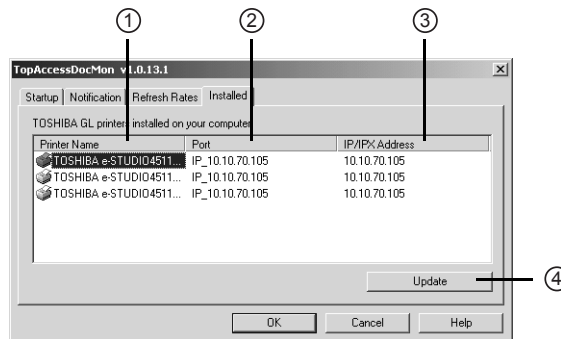 1 2 3
TopAccessDocMon v1.0.13.1
Startup Notification Refresh Rates Installed
TOSHIBA GL printers installed on your computer
Printer Name Port IP/IPX Address
TOSHIBA e-STUDIO4511... IP_10.10.70.105 10.10.70.105
TOSHIBA e-STUDIO4511... IP_10.10.70.105 10.10.70.105
TOSHIBA e-STUDIO4511... IP_10.10.70.105 10.10.70.105
Update 4
OK Cancel Help